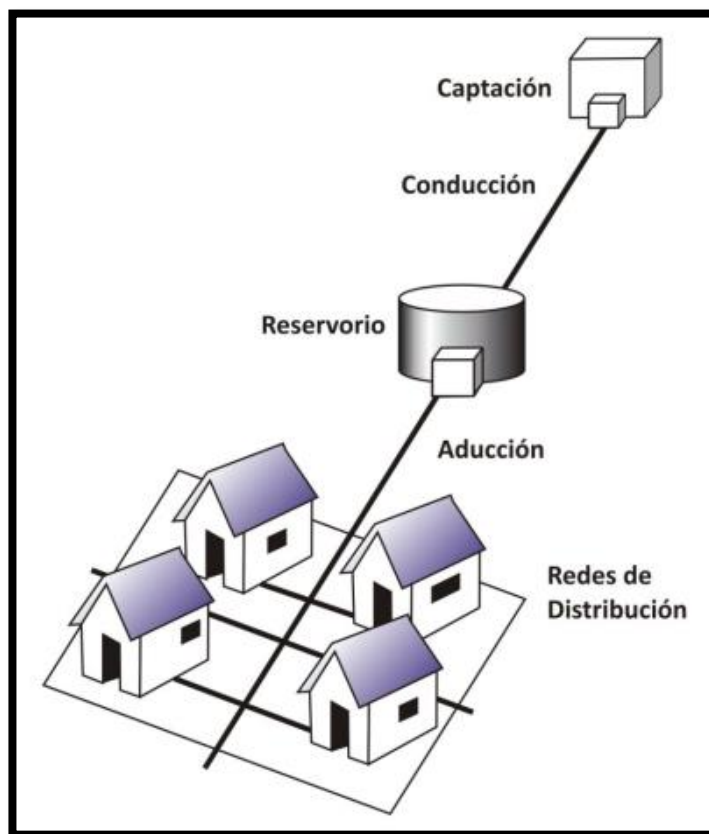 Captación
Conducción
Reservorio
Aducción
Redes de
Distribución